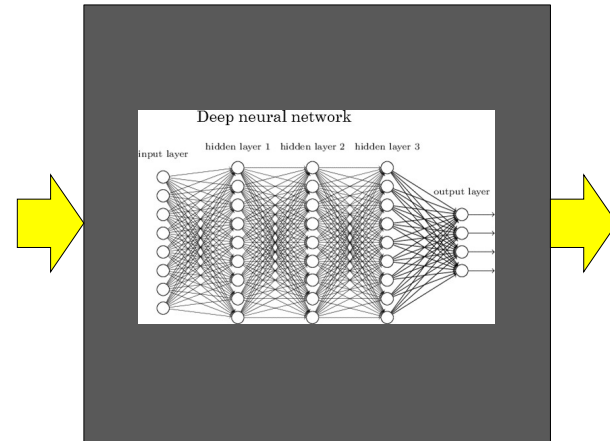 Deep neural network
hidden layer 1 hidden layer 2 hidden layer 3
input layer
output layer